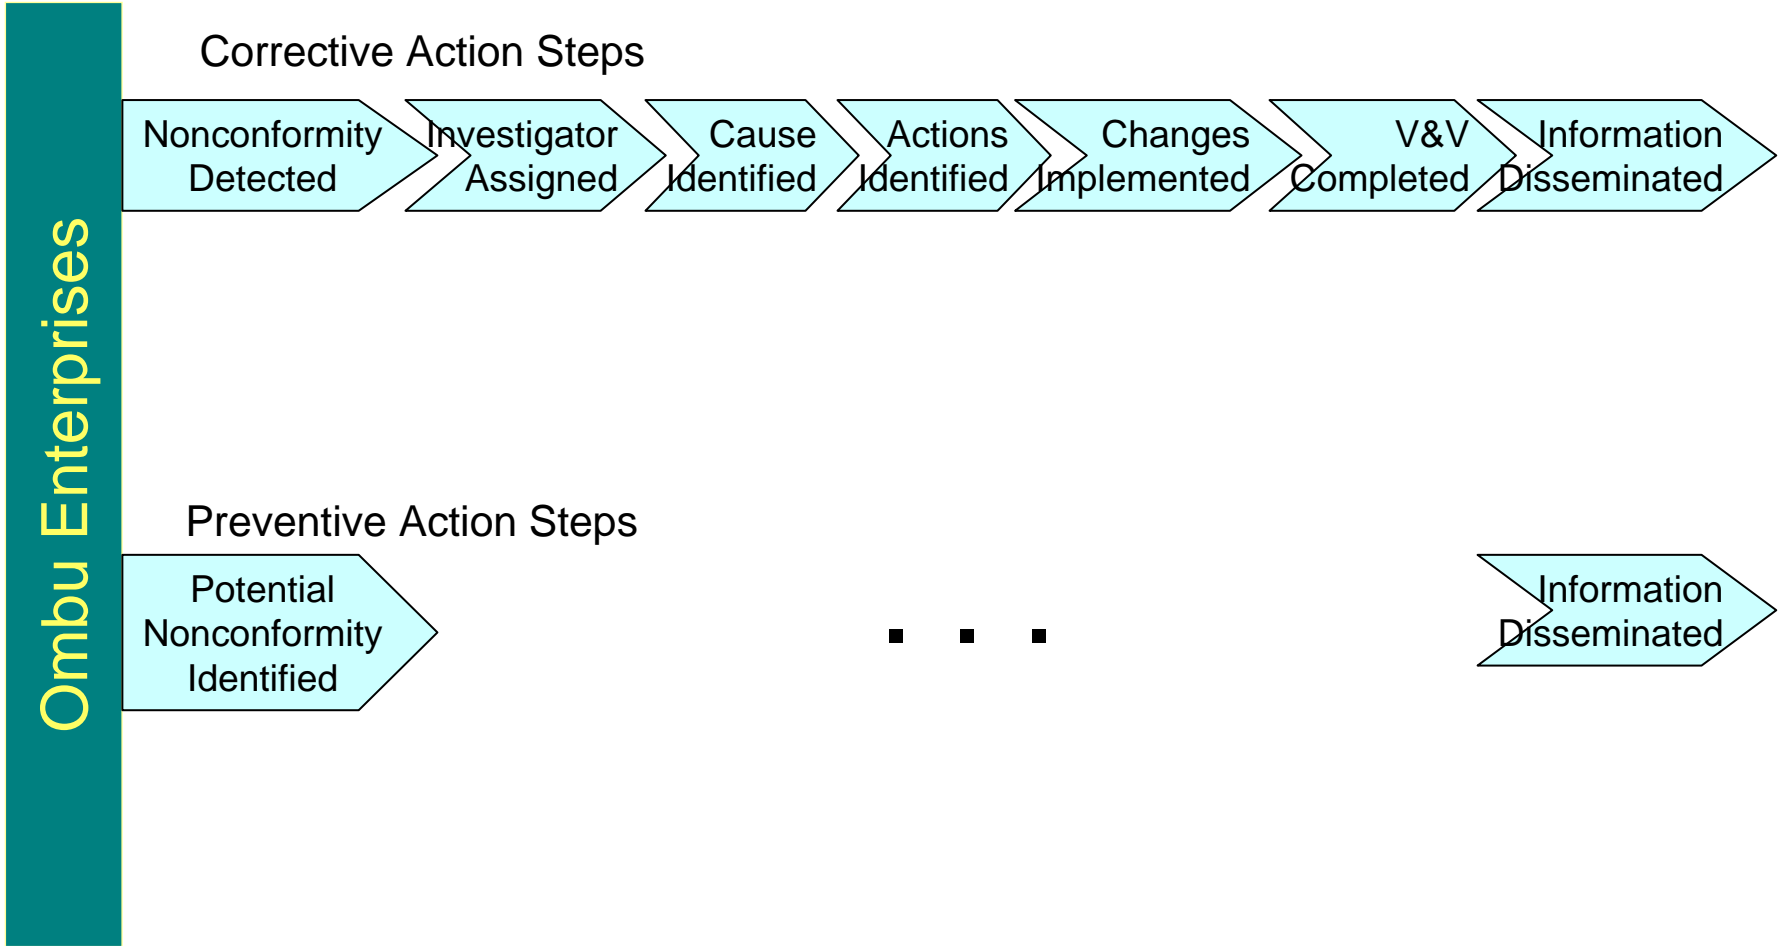 Ombu Enterprises
Corrective Action Steps
Nonconformity
Detected
Investigator
Assigned
Cause
Identified
Actions
Identified
Changes
Implemented
V&V
Completed
Information
Disseminated
Preventive Action Steps
Potential
Nonconformity
Identified
. . .
Information
Disseminated